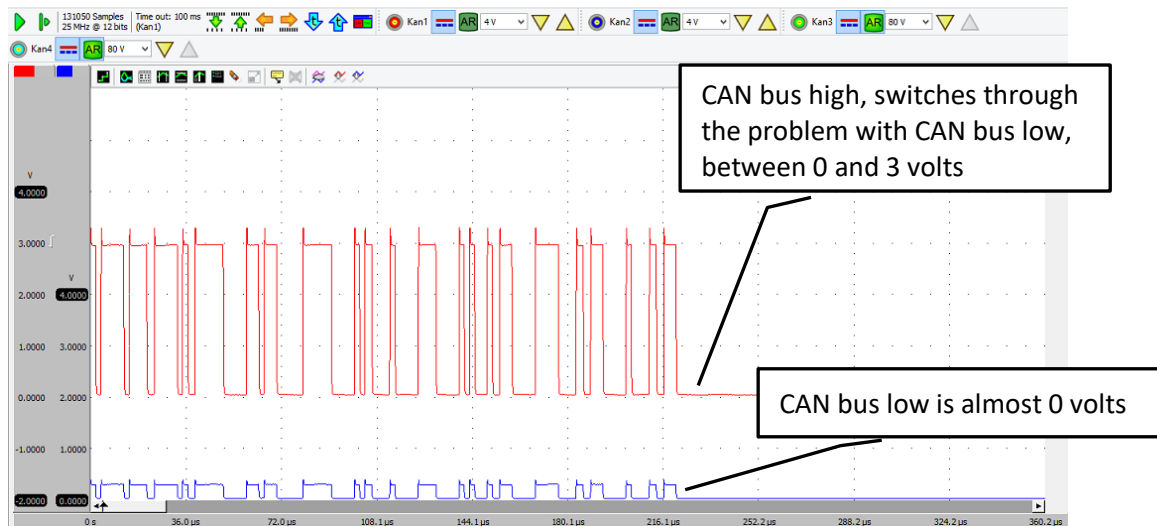 131050 Samples
25 MHz @ 12 bits
Time out: 100 ms
(Kan1)
Kan1 AR 4 V
Kan2 AR 4 V
Kan3 AR 80 V
Kan4 AR 80 V
CAN bus high, switches through
the problem with CAN bus low,
between 0 and 3 volts
V
4.0000
3.0000
V
2.0000 4.0000
1.0000 3.0000
0.0000 2.0000
CAN bus low is almost 0 volts
-1.0000 1.0000
-2.0000 0.0000
0 s 36.0 µs 72.0 µs 108.1 µs 144.1 µs 180.1 µs 216.1 µs 252.2 µs 288.2 µs 324.2 µs 360.2 µs